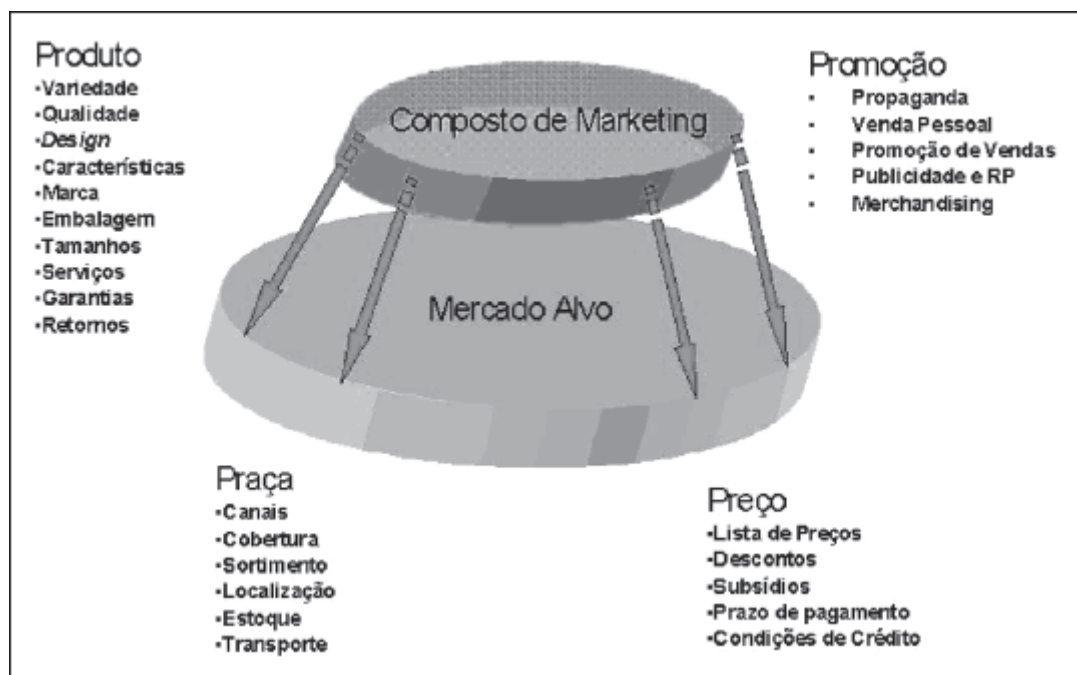 Produto
•Variedade
•Qualidade
•Design
•Características
•Marca
•Embalagem
•Tamanhos
•Serviços
•Garantias
•Retornos
Composto de Marketing
Promoção
• Propaganda
• Venda Pessoal
• Promoção de Vendas
• Publicidade e RP
• Merchandising
Mercado Alvo
Praça
•Canais
•Cobertura
•Sortimento
•Localização
•Estoque
•Transporte
Preço
•Lista de Preços
•Descontos
•Subsídios
•Prazo de pagamento
•Condições de Crédito